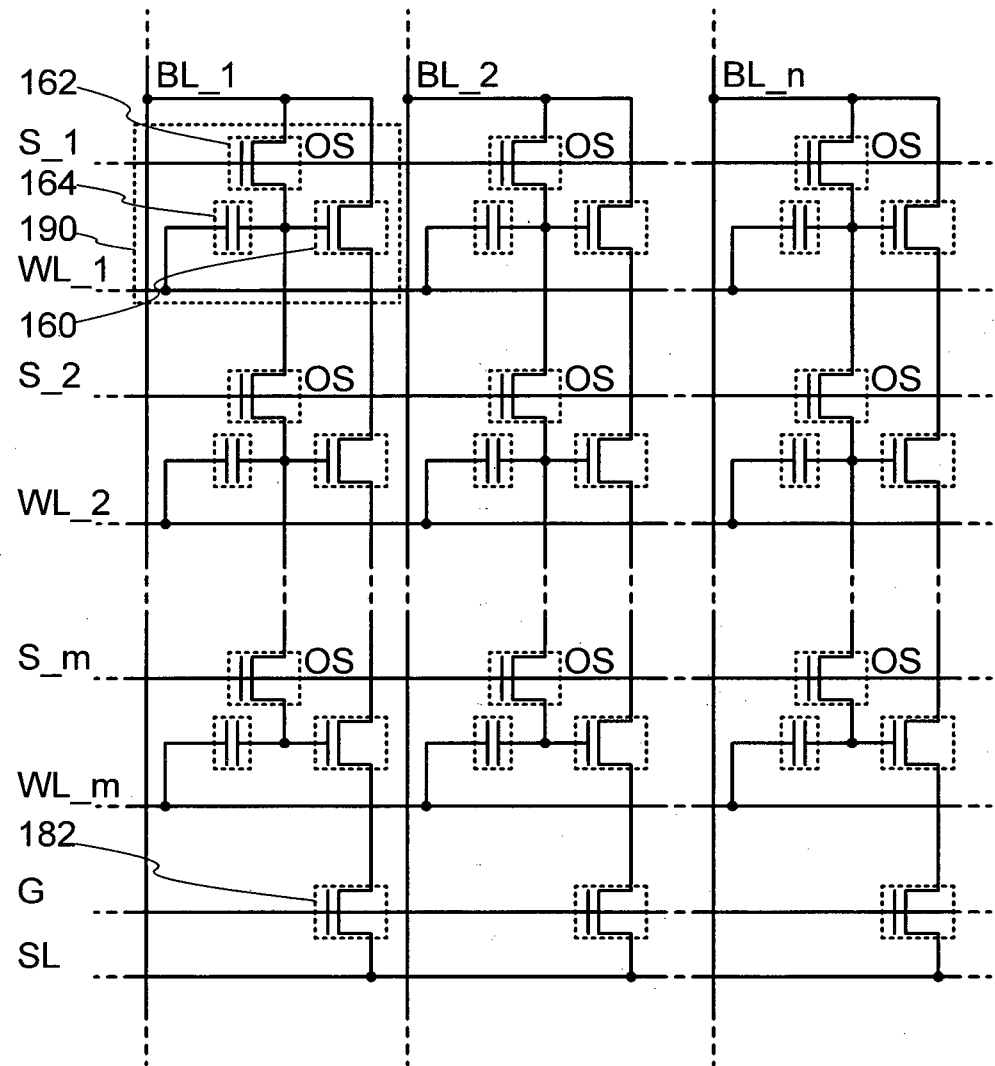 BL_1 BL_2 BL_n
162
S_1 OS OS OS
164
190
WL_1
160
S_2 OS OS OS
WL_2
S_m OS OS OS
WL_m
182
G
SL